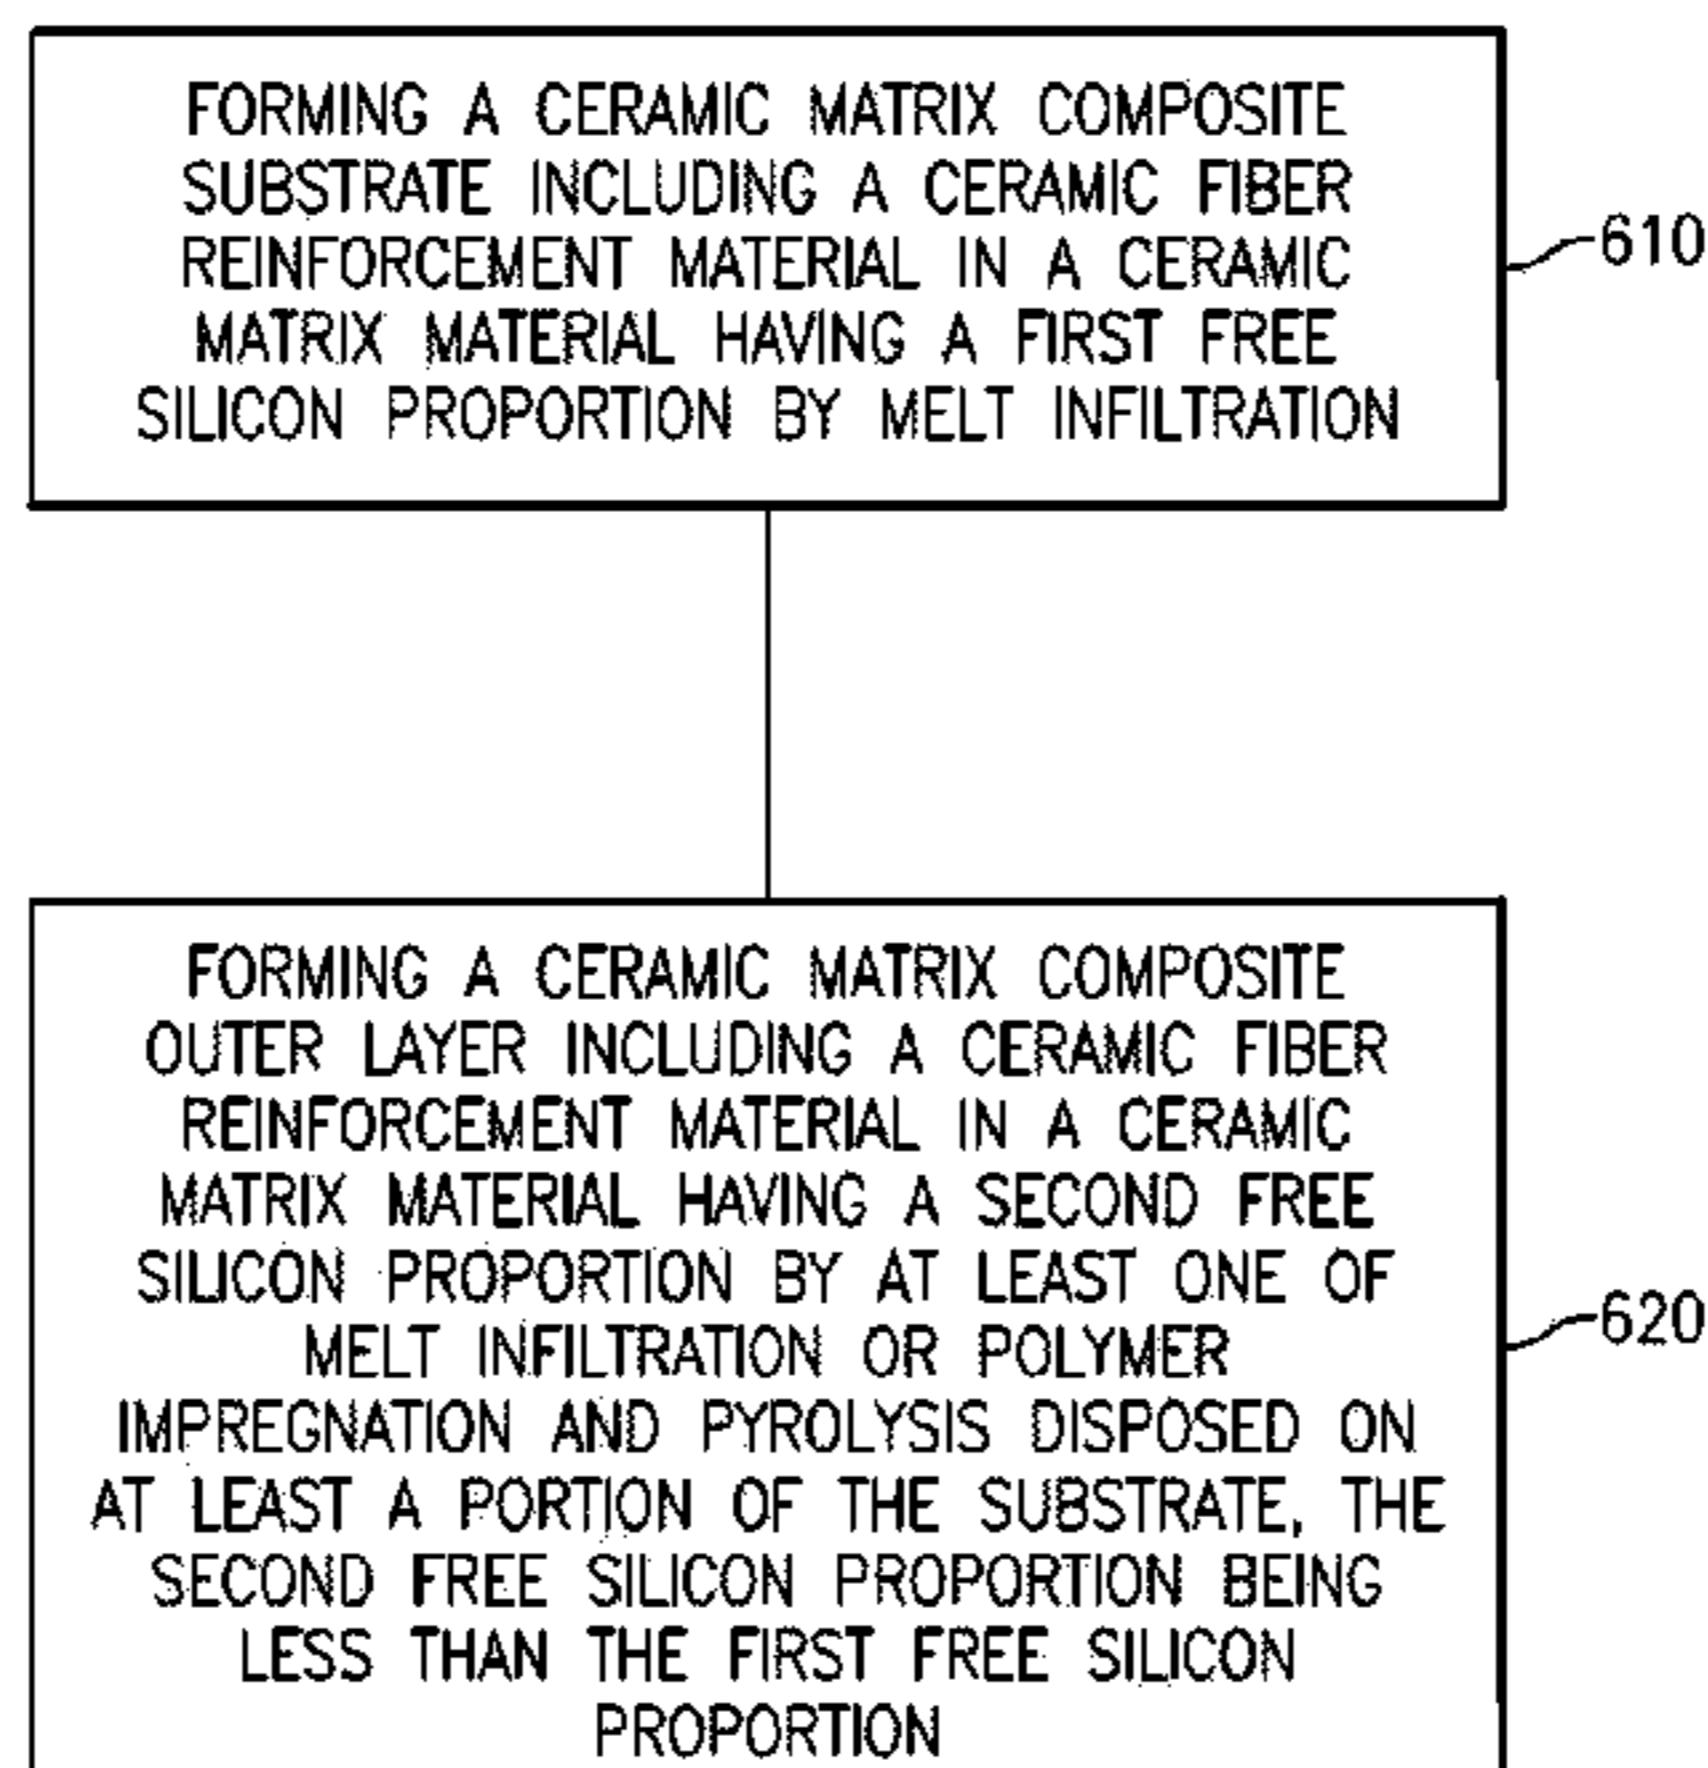 FORMING A CERAMIC MATRIX COMPOSITE
SUBSTRATE INCLUDING A CERAMIC FIBER
REINFORCEMENT MATERIAL IN A CERAMIC
MATRIX MATERIAL HAVING A FIRST FREE
SILICON PROPORTION BY MELT INFILTRATION
610
FORMING A CERAMIC MATRIX COMPOSITE
OUTER LAYER INCLUDING A CERAMIC FIBER
REINFORCEMENT MATERIAL IN A CERAMIC
MATRIX MATERIAL HAVING A SECOND FREE
SILICON PROPORTION BY AT LEAST ONE OF
MELT INFILTRATION OR POLYMER
IMPREGNATION AND PYROLYSIS DISPOSED ON
AT LEAST A PORTION OF THE SUBSTRATE, THE
SECOND FREE SILICON PROPORTION BEING
LESS THAN THE FIRST FREE SILICON
PROPORTION
620